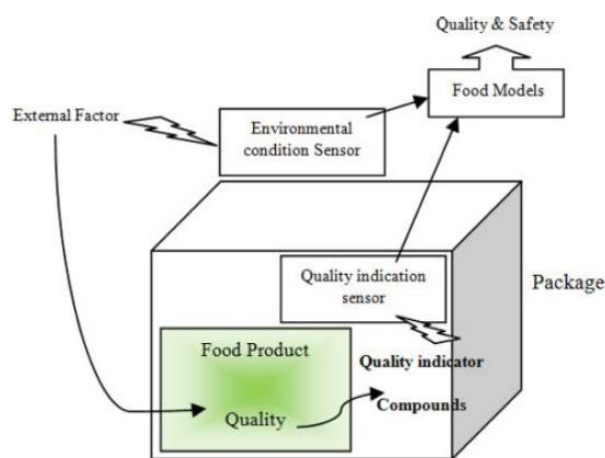 Quality & Safety
Food Models
External Factor
Environmental
condition Sensor
Quality indication
sensor
Package
Food Product
Quality indicator
Quality
Compounds